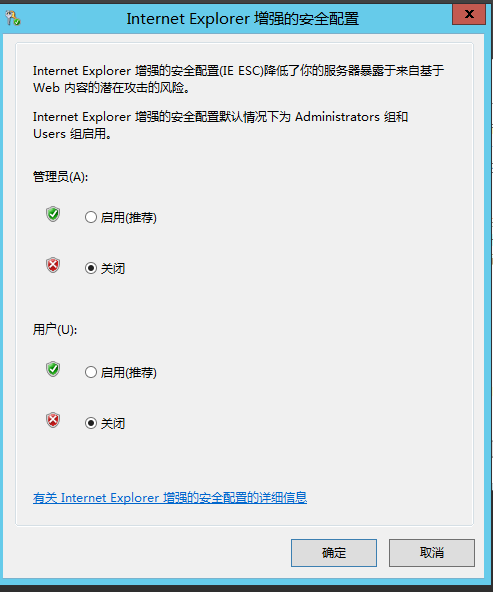 Internet Explorer 增强的安全配置
x
Internet Explorer 增强的安全配置(IE ESC)降低了你的服务器暴露于来自基于
Web 内容的潜在攻击的风险。
Internet Explorer 增强的安全配置默认情况下为 Administrators 组和
Users 组启用。
管理员(A):
启用(推荐)
关闭
用户(U):
启用(推荐)
关闭
有关 Internet Explorer 增强的安全配置的详细信息
确定
取消